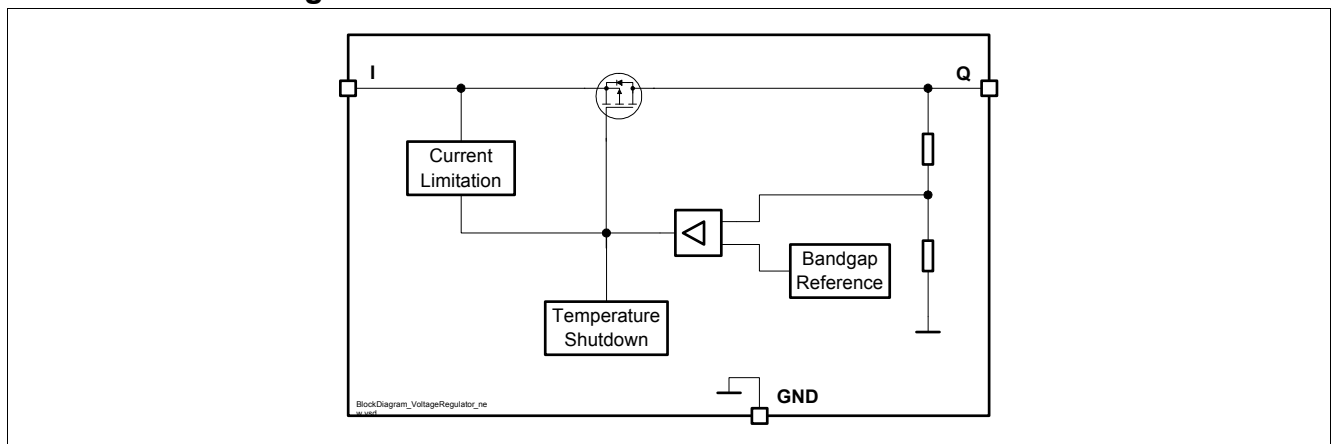 I
Q
Current
Limitation
Bandgap
Reference
Temperature
Shutdown
GND
BlockDiagram_VoltageRegulator_ne
w.vsd